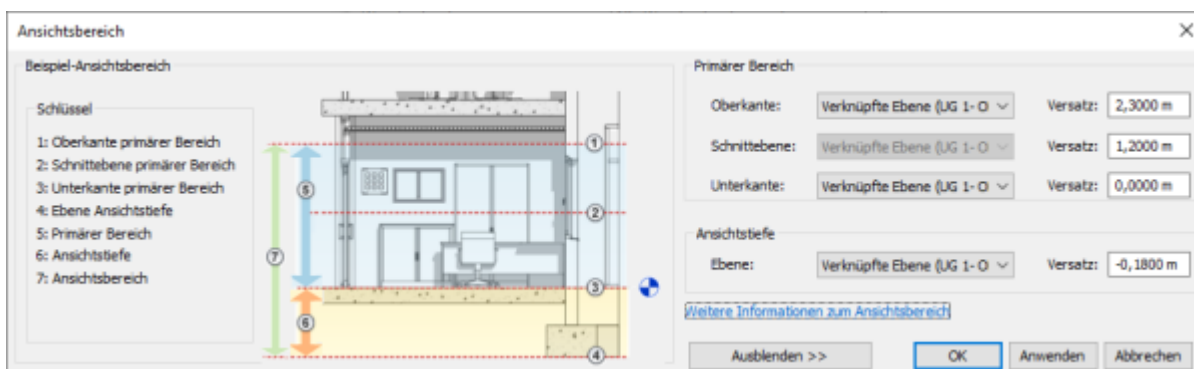 Ansichtsbereich
Beispiel-Ansichtsbereich
Schlüssel
1: Oberkante primärer Bereich
2: Schnittebene primärer Bereich
3: Unterkante primärer Bereich
4: Ebene Ansichtstiefe
5: Primärer Bereich
6: Ansichtstiefe
7: Ansichtsbereich
1
5
2
7
3
6
4
Primärer Bereich
Oberkante: Verknüpfte Ebene (UG 1- O Versatz: 2,3000 m
Schnittebene: Verknüpfte Ebene (UG 1- O Versatz: 1,2000 m
Unterkante: Verknüpfte Ebene (UG 1- O Versatz: 0,0000 m
Ansichtstiefe
Ebene: Verknüpfte Ebene (UG 1- O Versatz: -0,1800 m
Weitere Informationen zum Ansichtsbereich
Ausblenden >> OK Anwenden Abbrechen